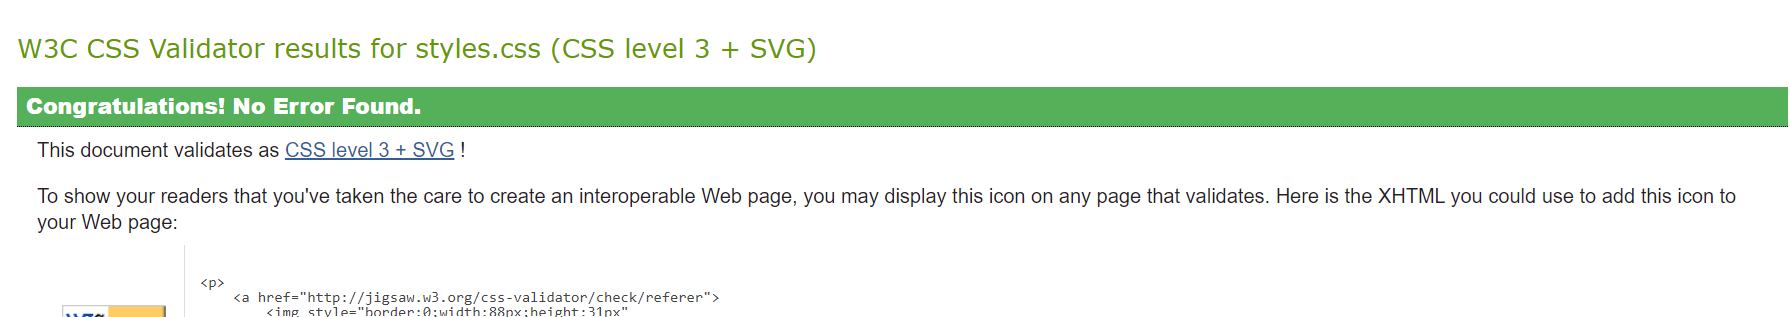 W3C CSS Validator results for styles.css (CSS level 3 + SVG)
Congratulations! No Error Found.
This document validates as CSS level 3 + SVG !
To show your readers that you've taken the care to create an interoperable Web page, you may display this icon on any page that validates. Here is the XHTML you could use to add this icon to
your Web page:
<p>
<a href="http://jigsaw.w3.org/css-validator/check/referer">
<img style="border:0;width:88px;height:31px"